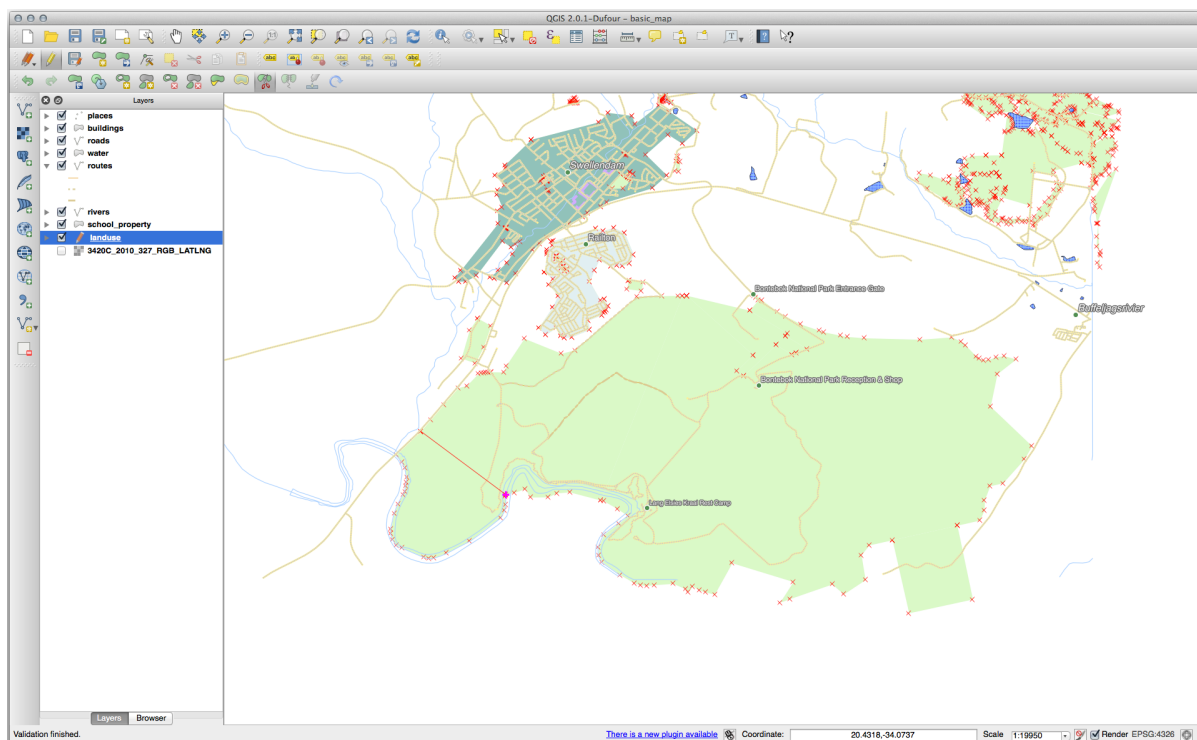 QGIS 2.0.1-Dufour – basic_map
Layers
places
buildings
roads
water
routes
rivers
school_property
landuse
3420C_2010_327_RGB_LATLNG
Swellendam
Railton
Bontebok National Park Entrance Gate
Buffeljagsrivier
Bontebok National Park Reception & Shop
Lang Elsies Kraal Rest Camp
Layers
Browser
Validation finished.
There is a new plugin available
Coordinate:
20.4318,-34.0737
Scale
1:19950
Render
EPSG:4326